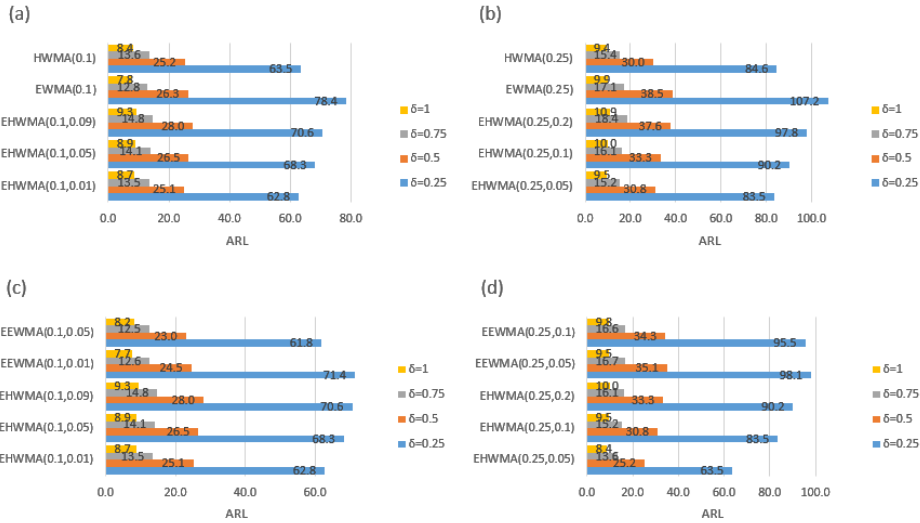 (a)
HWMA(0.1)
8.4
13.6
25.2
63.5
EWMA(0.1)
7.8
12.8
26.3
78.4
EHWMA(0.1,0.09)
9.3
14.8
28.0
70.6
EHWMA(0.1,0.05)
8.9
14.1
26.5
68.3
EHWMA(0.1,0.01)
8.7
13.5
25.1
62.8
0.0 20.0 40.0 60.0 80.0
ARL
δ=1
δ=0.75
δ=0.5
δ=0.25
(b)
HWMA(0.25)
9.4
15.4
30.0
84.6
EWMA(0.25)
9.9
17.1
38.5
107.2
EHWMA(0.25,0.2)
10.9
18.4
37.6
97.8
EHWMA(0.25,0.1)
10.0
16.1
33.3
90.2
EHWMA(0.25,0.05)
9.5
15.2
30.8
83.5
0.0 20.0 40.0 60.0 80.0 100.0
ARL
δ=1
δ=0.75
δ=0.5
δ=0.25
(c)
EEWMA(0.1,0.05)
8.2
12.5
23.0
61.8
EEWMA(0.1,0.01)
7.7
12.6
24.5
71.4
EHWMA(0.1,0.09)
9.3
14.8
28.0
70.6
EHWMA(0.1,0.05)
8.9
14.1
26.5
68.3
EHWMA(0.1,0.01)
8.7
13.5
25.1
62.8
0.0 20.0 40.0 60.0
ARL
δ=1
δ=0.75
δ=0.5
δ=0.25
(d)
EEWMA(0.25,0.1)
9.8
16.6
34.3
95.5
EEWMA(0.25,0.05)
9.5
16.7
35.1
98.1
EHWMA(0.25,0.2)
10.0
16.1
33.3
90.2
EHWMA(0.25,0.1)
9.5
15.2
30.8
83.5
EHWMA(0.25,0.05)
8.4
13.6
25.2
63.5
0.0 20.0 40.0 60.0 80.0 100.0
ARL
δ=1
δ=0.75
δ=0.5
δ=0.25